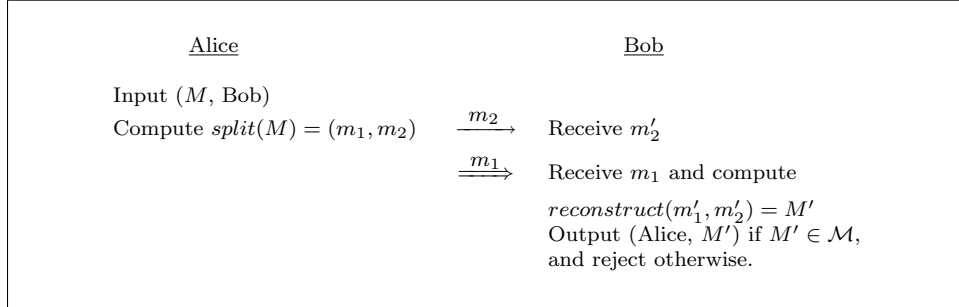 Alice Bob
Input (M, Bob)
Compute split(M) = (m₁, m₂) m₂ Receive m′₂
m₁ Receive m₁ and compute
reconstruct(m′₁, m′₂) = M′
Output (Alice, M′) if M′ ∈ ℳ,
and reject otherwise.